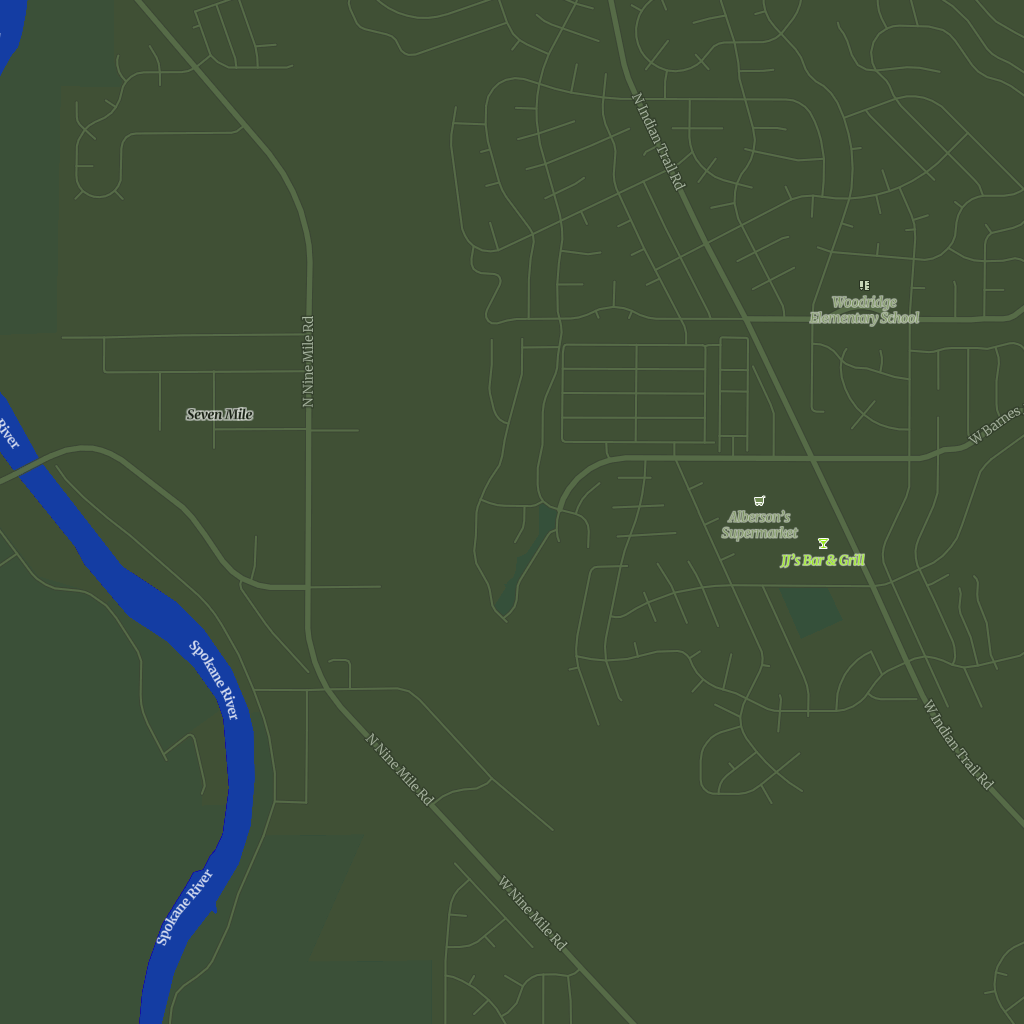 N Indian Trail Rd
Woodridge
Elementary School
N Nine Mile Rd
Seven Mile
River
W Barnes
Alberson's
Supermarket
JJ's Bar & Grill
Spokane River
W Indian Trail Rd
N Nine Mile Rd
Spokane River
W Nine Mile Rd